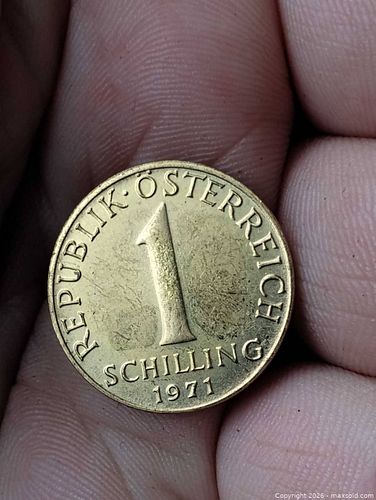 REPUBLIK·ÖSTERREICH
1
SCHILLING
1971
©Copyright 2026 - maxsold.com